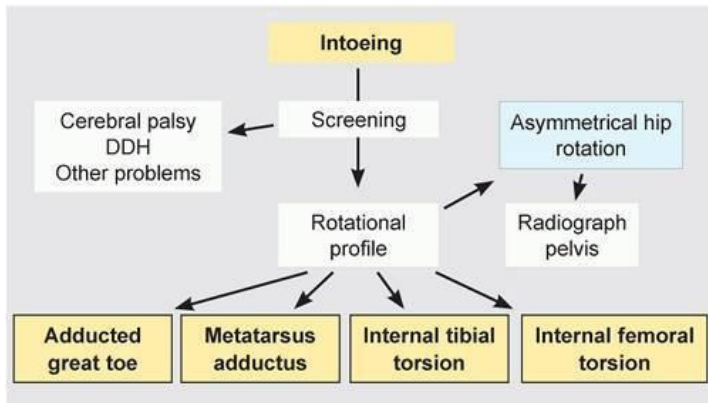 Intoeing
Cerebral palsy
DDH
Other problems
Screening
Asymmetrical hip
rotation
Rotational
profile
Radiograph
pelvis
Adducted
great toe
Metatarsus
adductus
Internal tibial
torsion
Internal femoral
torsion